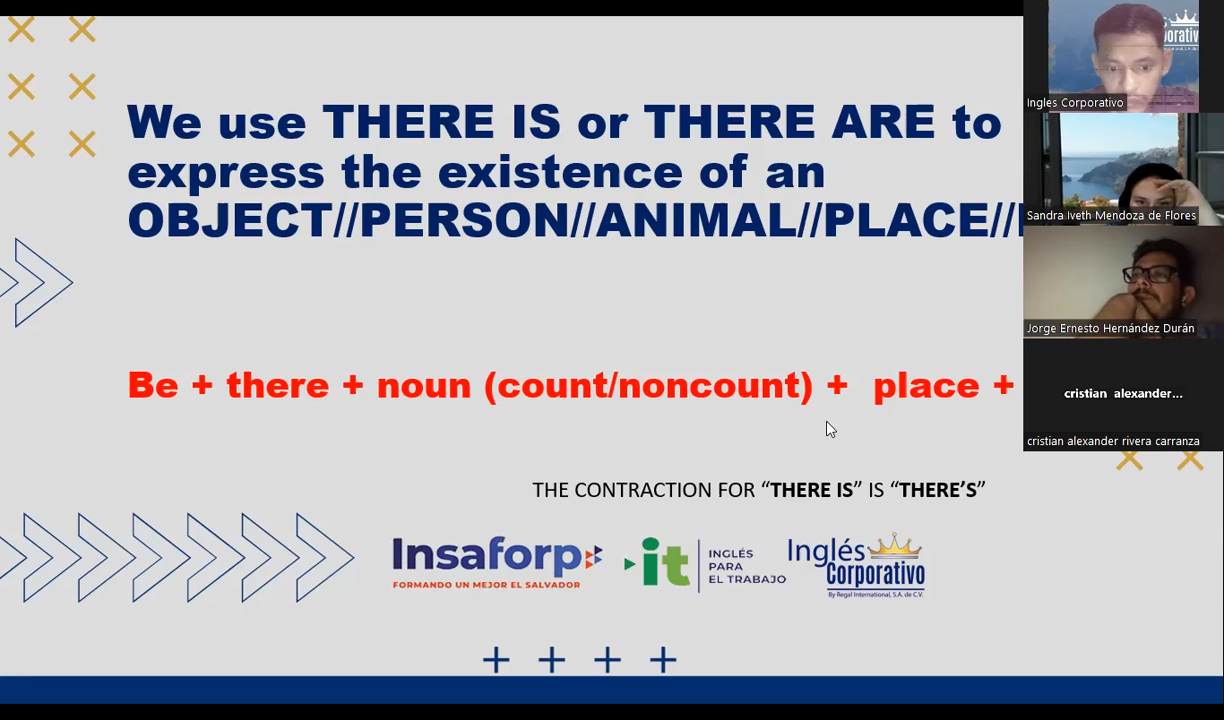 We use THERE IS or THERE ARE to
express the existence of an
OBJECT//PERSON//ANIMAL//PLACE//
Be + there + noun (count/noncount) + place +
THE CONTRACTION FOR “THERE IS” IS “THERE’S”
Insaforp
FORMANDO UN MEJOR EL SALVADOR
it
INGLÉS
PARA
EL TRABAJO
Inglés
Corporativo
By Regal International, S.A. de C.V.
Ingles Corporativo
Sandra Iveth Mendoza de Flores
Jorge Ernesto Hernández Durán
cristian alexander...
cristian alexander rivera carranza